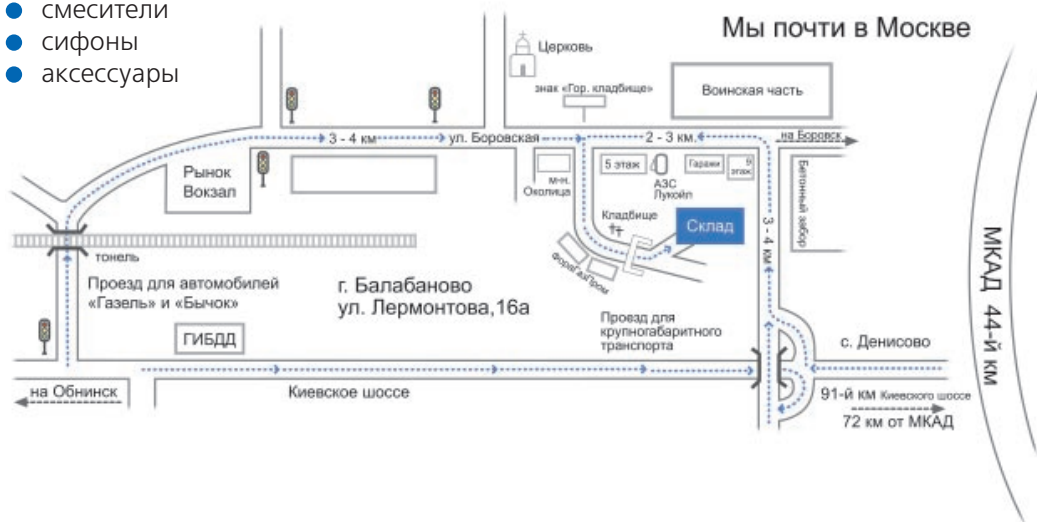 смесители
сифоны
аксессуары
Мы почти в Москве
Церковь
знак «Гор. кладбище»
Воинская часть
3 - 4 км
ул. Боровская
2 - 3 км.
на Боровск
Рынок
Вокзал
м-н.
Околица
5 этаж
АЗС
Лукойл
Гаражи
9
этаж
Бетонный забор
Кладбище
Склад
3 - 4 км
ФораГазПром
тонель
Проезд для автомобилей
«Газель» и «Бычок»
г. Балабаново
ул. Лермонтова,16а
Проезд для
крупногабаритного
транспорта
ГИБДД
с. Денисово
МКАД 44-й км
на Обнинск
Киевское шоссе
91-й км Киевского шоссе
72 км от МКАД